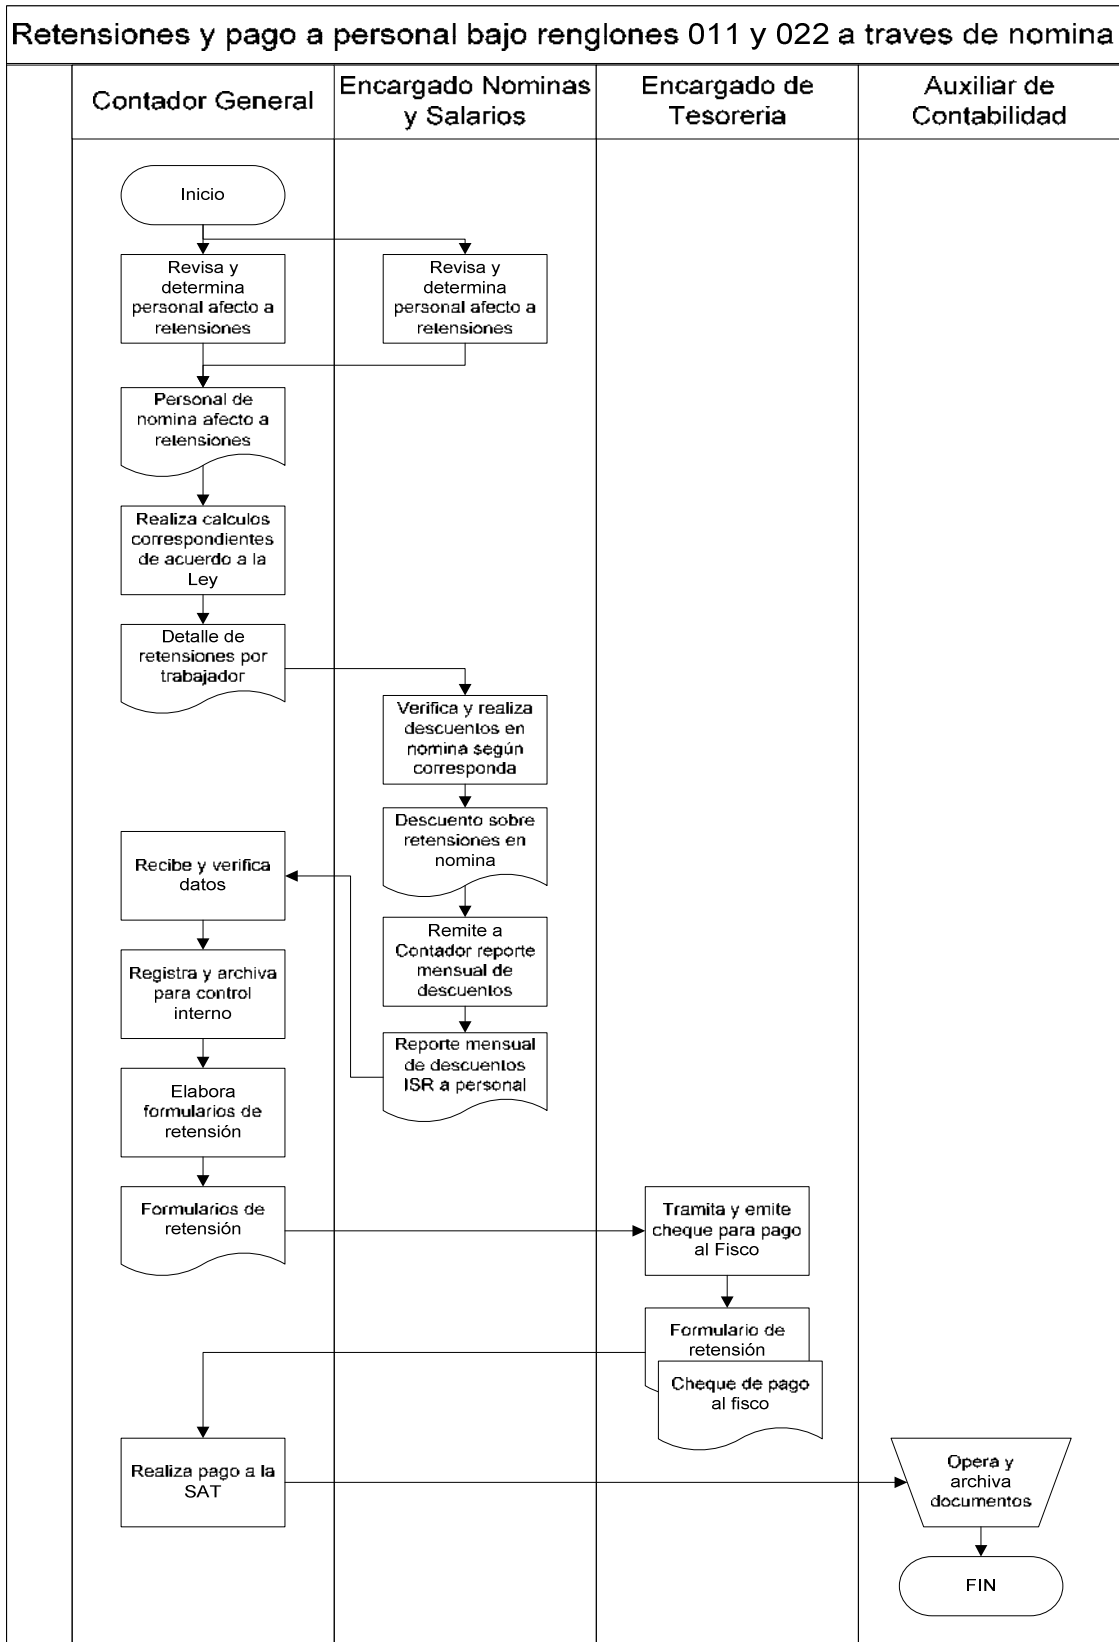 Retensiones y pago a personal bajo renglones 011 y 022 a traves de nomina
Contador General
Encargado Nominas
y Salarios
Encargado de
Tesoreria
Auxiliar de
Contabilidad
Inicio
Revisa y
determina
personal afecto a
retensiones
Revisa y
determina
personal afecto a
retensiones
Personal de
nomina afecto a
retensiones
Realiza calculos
correspondientes
de acuerdo a la
Ley
Detalle de
retensiones por
trabajador
Verifica y realiza
descuentos en
nomina según
corresponda
Descuento sobre
retensiones en
nomina
Remite a
Contador reporte
mensual de
descuentos
Reporte mensual
de descuentos
ISR a personal
Recibe y verifica
datos
Registra y archiva
para control
interno
Elabora
formularios de
retensión
Formularios de
retensión
Tramita y emite
cheque para pago
al Fisco
Formulario de
retensión
Cheque de pago
al fisco
Realiza pago a la
SAT
Opera y
archiva
documentos
FIN